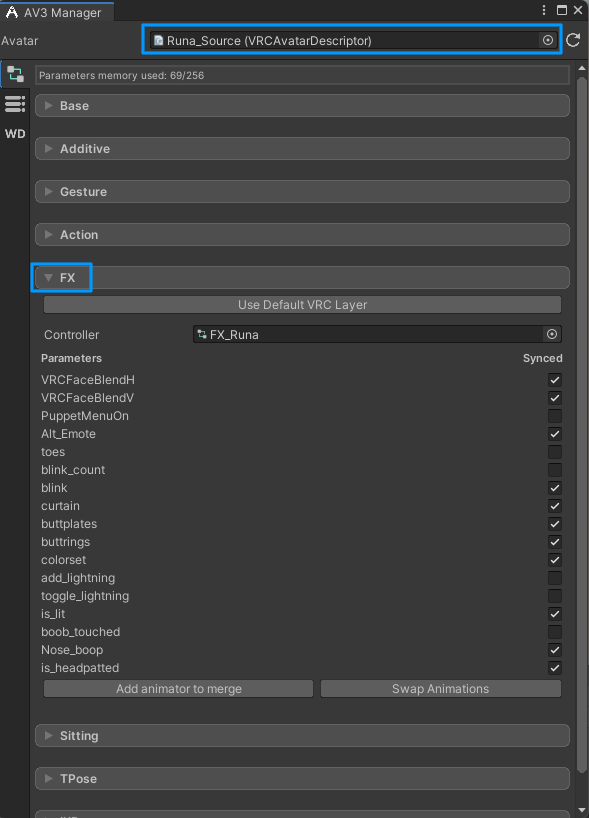 AV3 Manager
Avatar
Runa_Source (VRCAvatarDescriptor)
Parameters memory used: 69/256
WD
Base
Additive
Gesture
Action
FX
Use Default VRC Layer
Controller
FX_Runa
Parameters Synced
VRCFaceBlendH
VRCFaceBlendV
PuppetMenuOn
Alt_Emote
toes
blink_count
blink
curtain
buttplates
buttrings
colorset
add_lightning
toggle_lightning
is_lit
boob_touched
Nose_boop
is_headpatted
Add animator to merge Swap Animations
Sitting
TPose